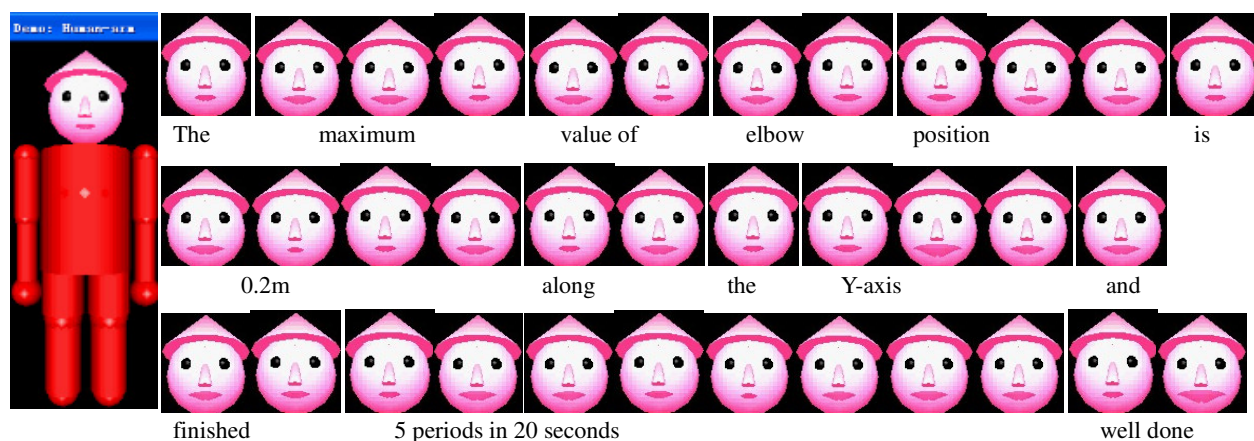 Demo: Human-arm
The maximum value of elbow position is
0.2m along the Y-axis and
finished 5 periods in 20 seconds well done